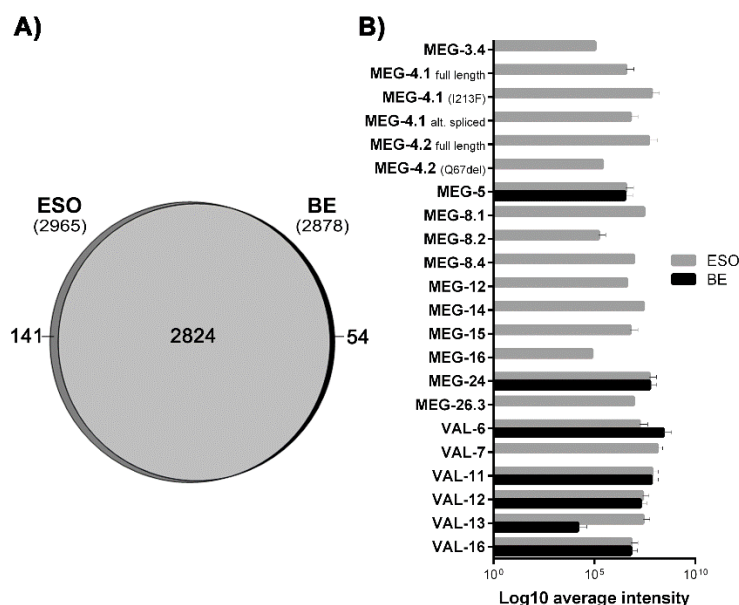 A)
ESO
(2965)
BE
(2878)
141
2824
54
B)
MEG-3.4
MEG-4.1 full length
MEG-4.1 (I213F)
MEG-4.1 alt. spliced
MEG-4.2 full length
MEG-4.2 (Q67del)
MEG-5
MEG-8.1
MEG-8.2
MEG-8.4
MEG-12
MEG-14
MEG-15
MEG-16
MEG-24
MEG-26.3
VAL-6
VAL-7
VAL-11
VAL-12
VAL-13
VAL-16
ESO
BE
10⁰ 10⁵ 10¹⁰
Log10 average intensity